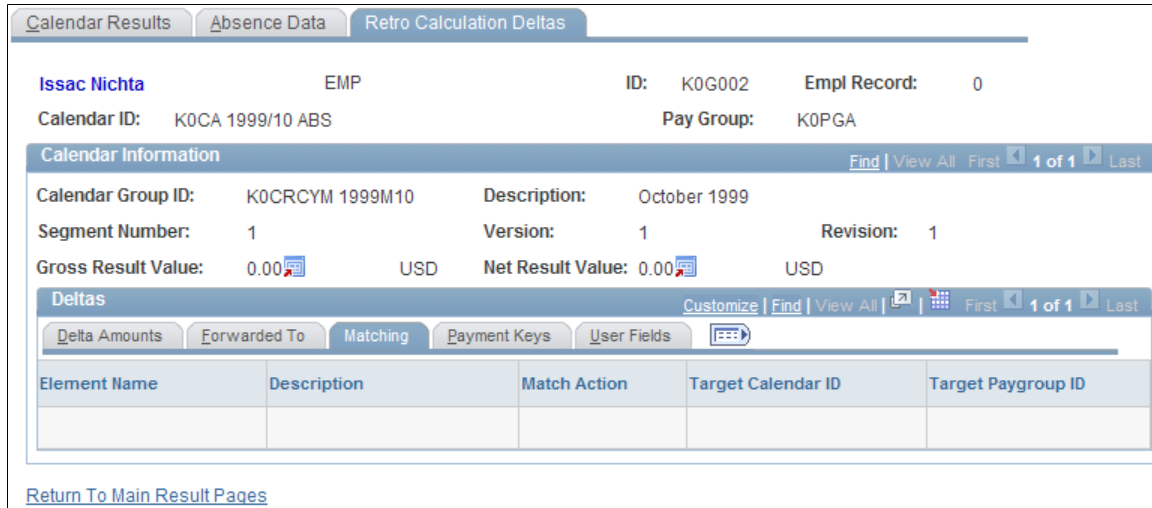 Calendar Results Absence Data Retro Calculation Deltas
Issac Nichta EMP ID: K0G002 Empl Record: 0
Calendar ID: K0CA 1999/10 ABS Pay Group: K0PGA
Calendar Information Find | View All First 1 of 1 Last
Calendar Group ID: K0CRCYM 1999M10 Description: October 1999
Segment Number: 1 Version: 1 Revision: 1
Gross Result Value: 0.00 USD Net Result Value: 0.00 USD
Deltas Customize | Find | View All | | First 1 of 1 Last
Delta Amounts Forwarded To Matching Payment Keys User Fields
Element Name Description Match Action Target Calendar ID Target Paygroup ID
Return To Main Result Pages